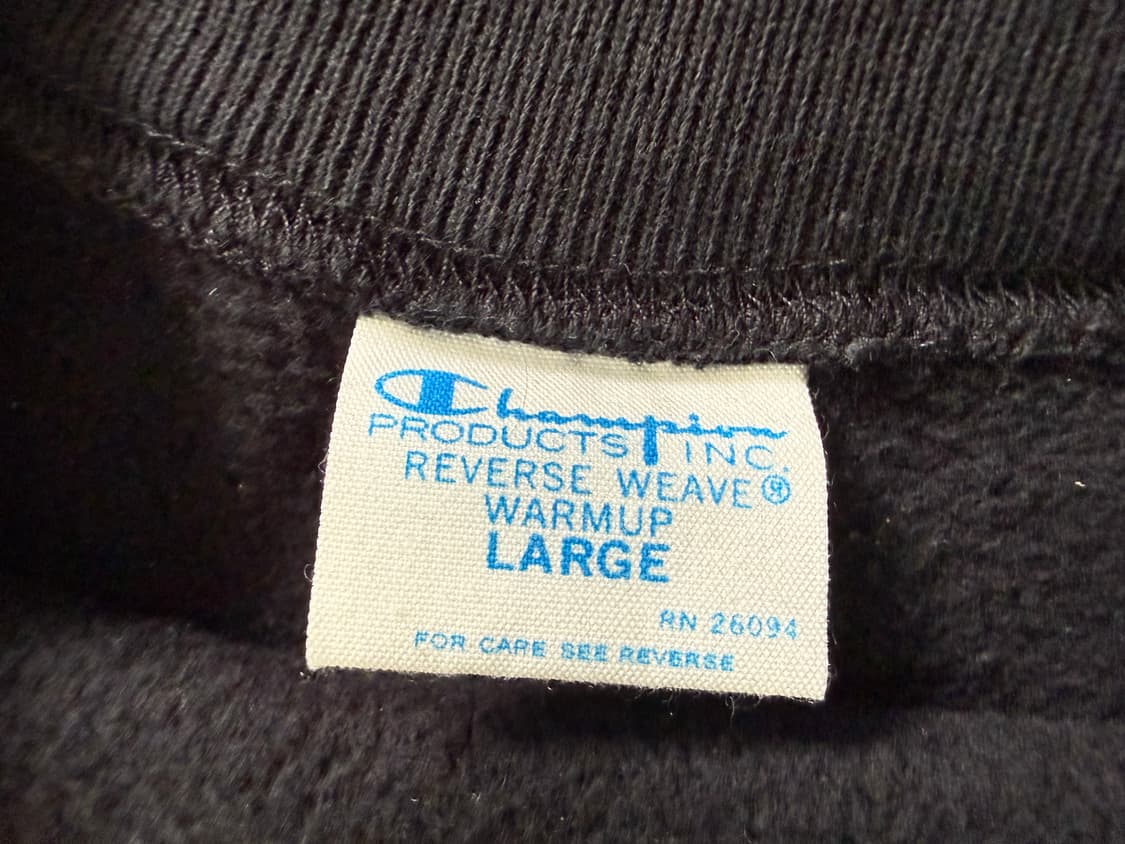 Champion
PRODUCTS INC.
REVERSE WEAVE®
WARMUP
LARGE
RN 26094
FOR CARE SEE REVERSE